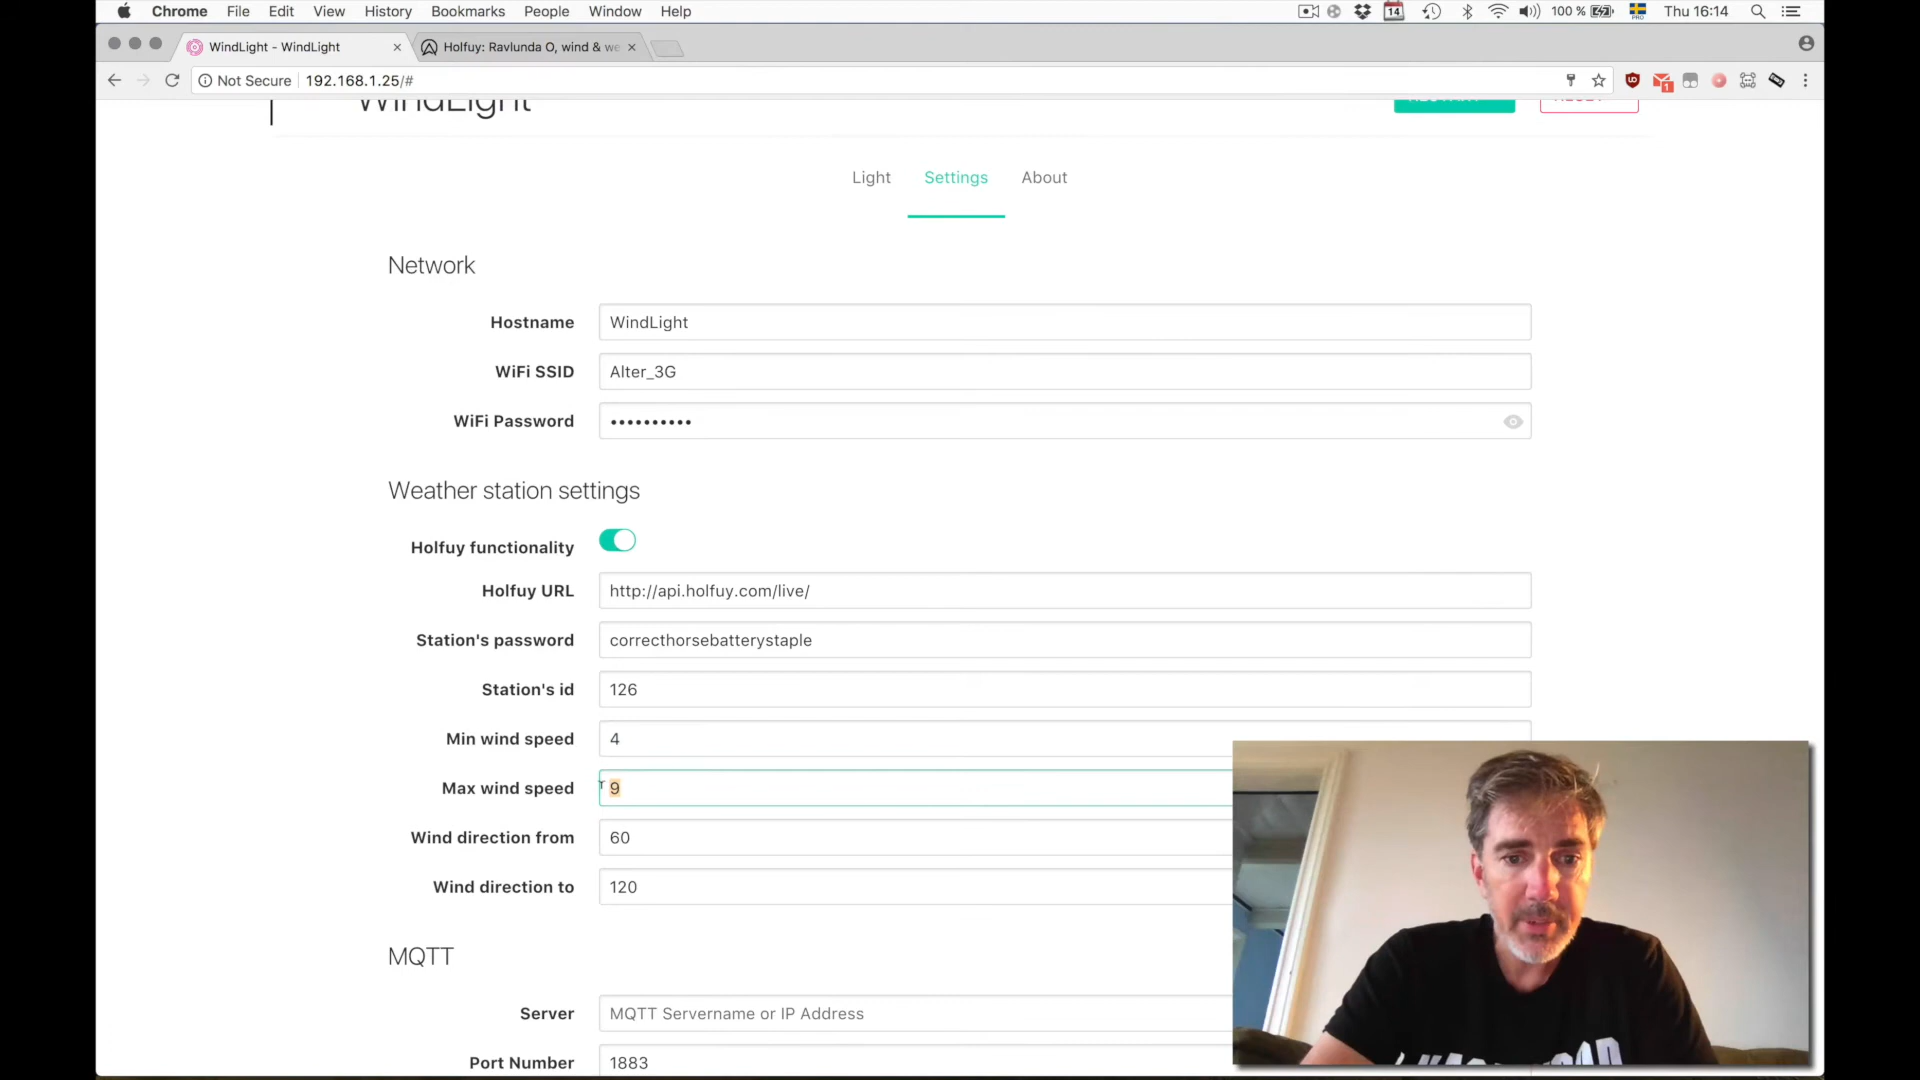 Chrome File Edit View History Bookmarks People Window Help 14 100 % PRO Thu 16:14
WindLight - WindLight × Holfuy: Ravlunda O, wind & we ×
Not Secure 192.168.1.25/# 1
WindLight
Light Settings About
Network
Hostname WindLight
WiFi SSID Alter_3G
WiFi Password ••••••••••
Weather station settings
Holfuy functionality
Holfuy URL http://api.holfuy.com/live/
Station's password correcthorsebatterystaple
Station's id 126
Min wind speed 4
Max wind speed 9
Wind direction from 60
Wind direction to 120
MQTT
Server MQTT Servername or IP Address
Port Number 1883